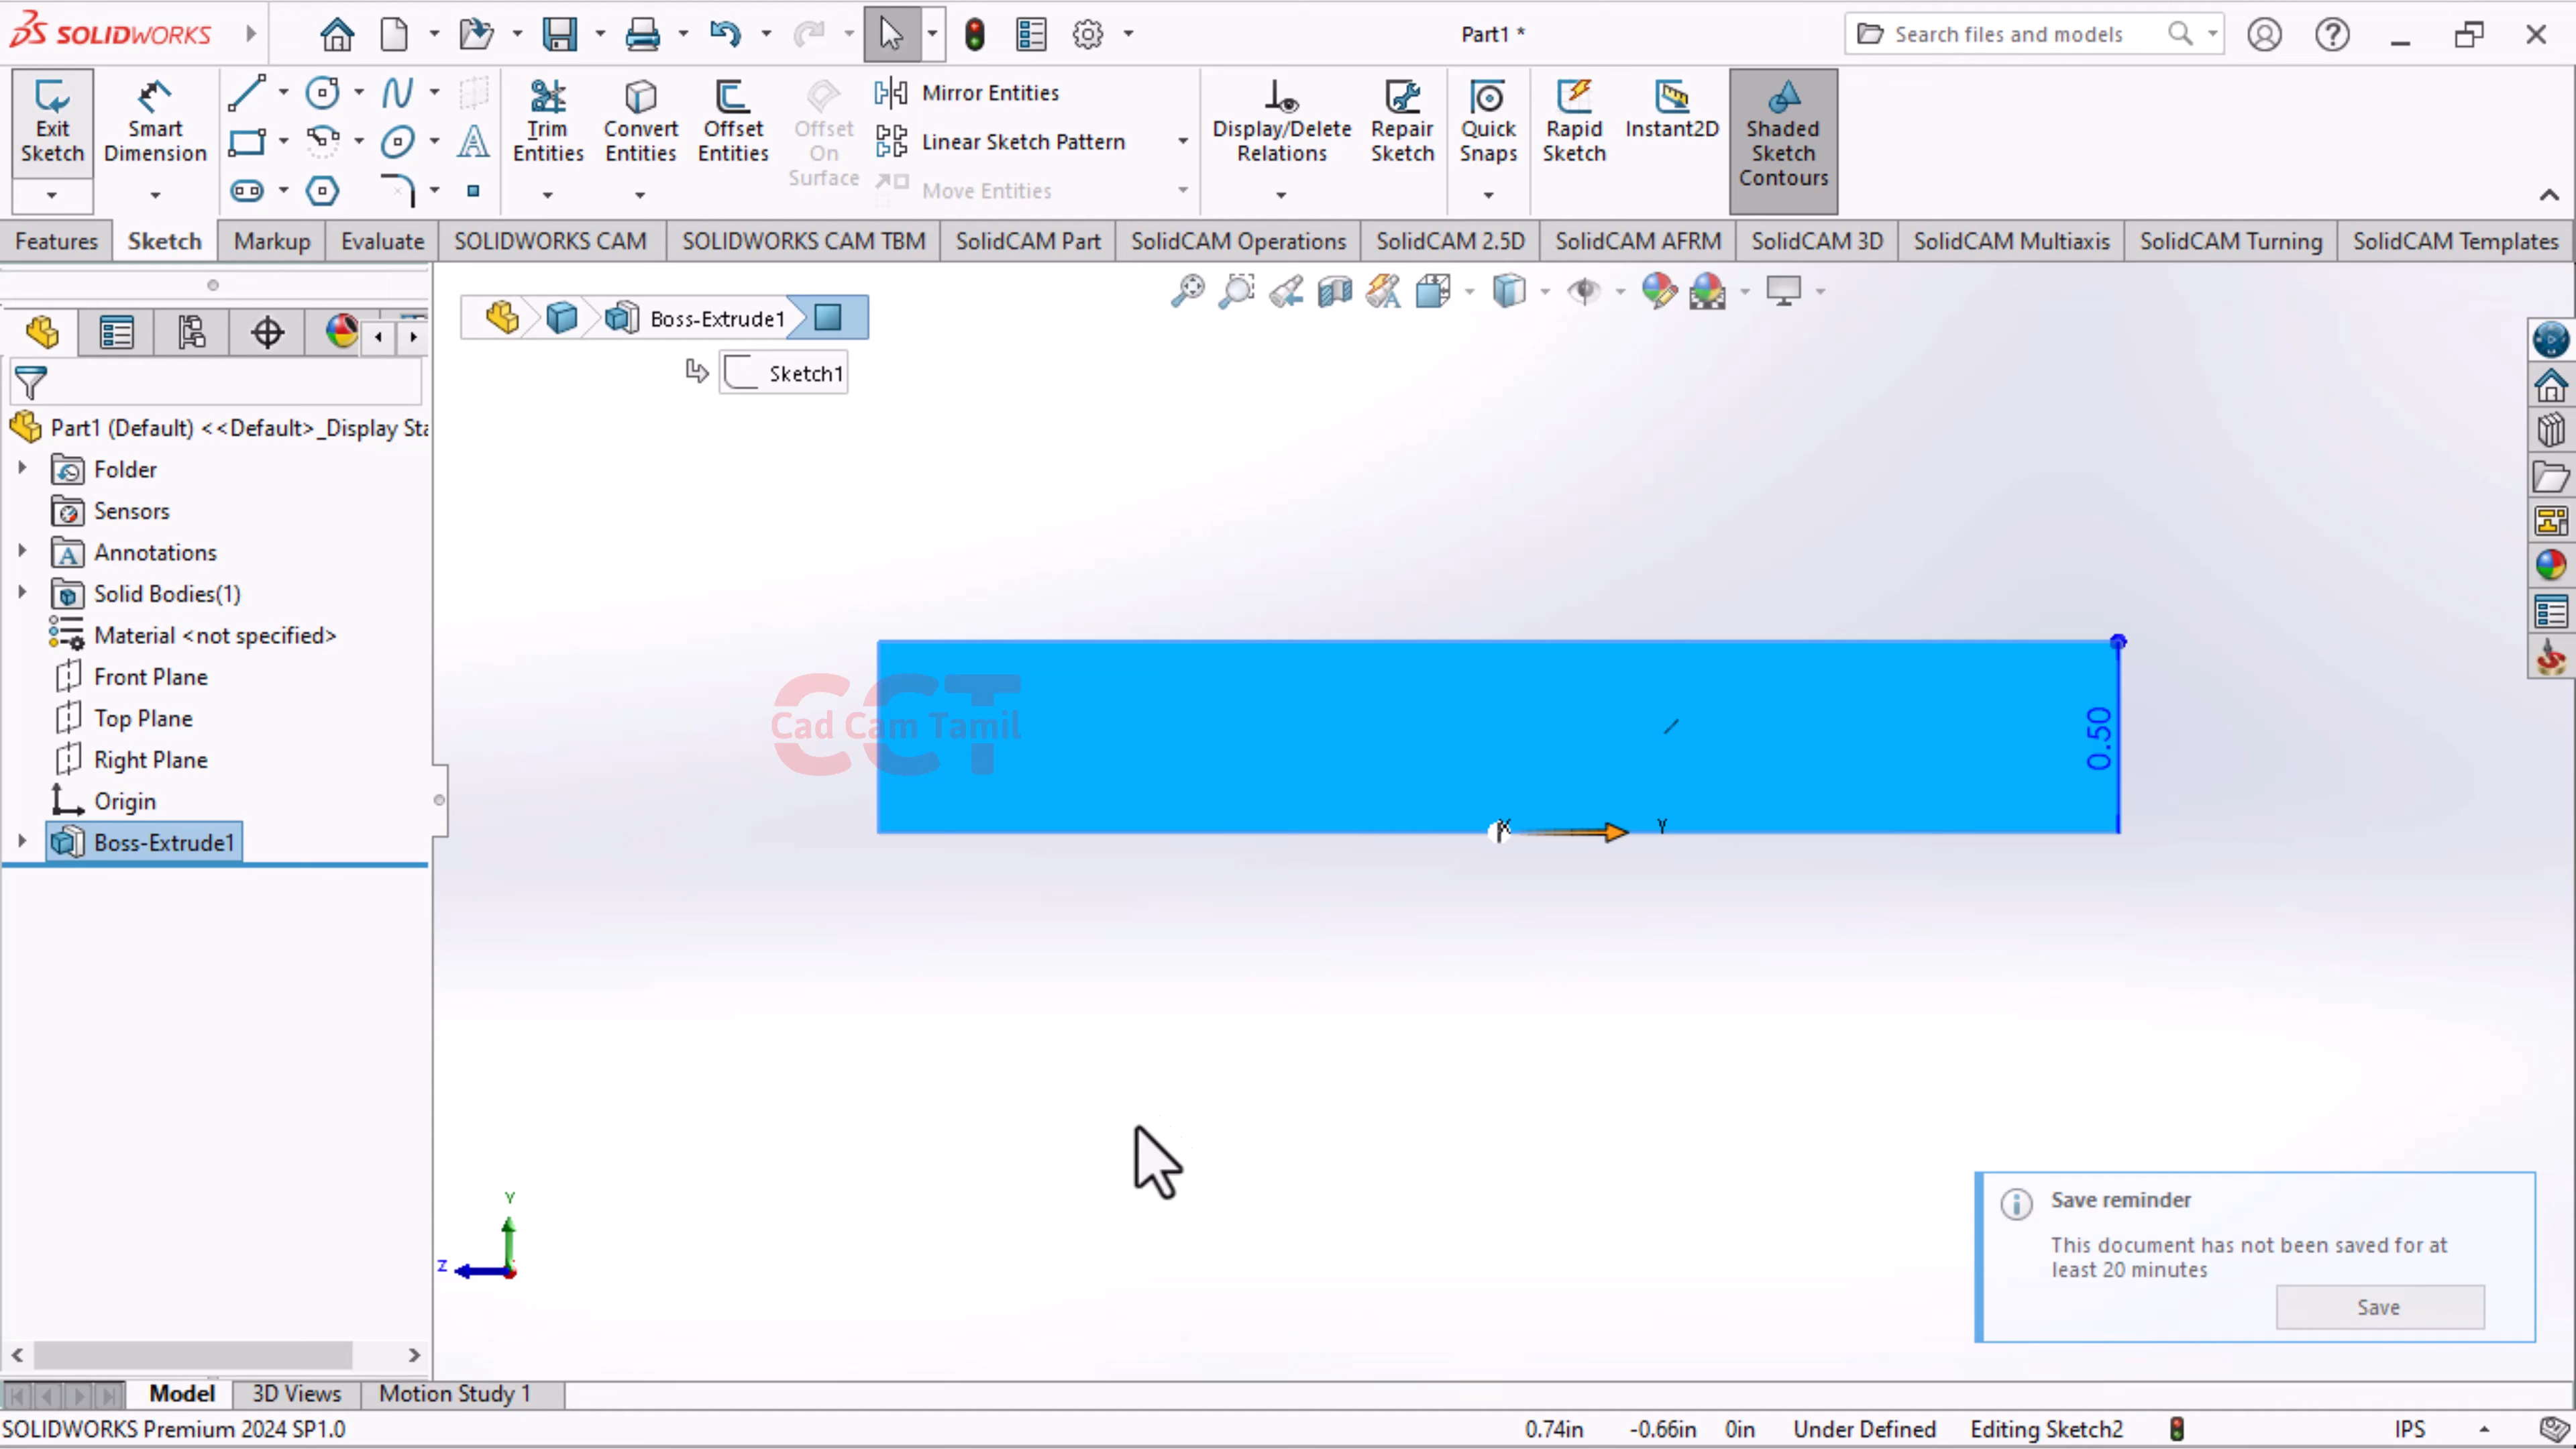 SOLIDWORKS
Part1 *
Search files and models
Exit Sketch
Smart Dimension
Trim Entities
Convert Entities
Offset Entities
Offset On Surface
Mirror Entities
Linear Sketch Pattern
Move Entities
Display/Delete Relations
Repair Sketch
Quick Snaps
Rapid Sketch
Instant2D
Shaded Sketch Contours
Features
Sketch
Markup
Evaluate
SOLIDWORKS CAM
SOLIDWORKS CAM TBM
SolidCAM Part
SolidCAM Operations
SolidCAM 2.5D
SolidCAM AFRM
SolidCAM 3D
SolidCAM Multiaxis
SolidCAM Turning
SolidCAM Templates
Boss-Extrude1
Sketch1
Part1 (Default) <<Default>_Display Sta
Folder
Sensors
Annotations
Solid Bodies(1)
Material <not specified>
Front Plane
Top Plane
Right Plane
Origin
Boss-Extrude1
CCT
Cad Cam Tamil
0.50
X
Y
Y
Z
Save reminder
This document has not been saved for at
least 20 minutes
Save
Model
3D Views
Motion Study 1
SOLIDWORKS Premium 2024 SP1.0
0.74in
-0.66in
0in
Under Defined
Editing Sketch2
IPS